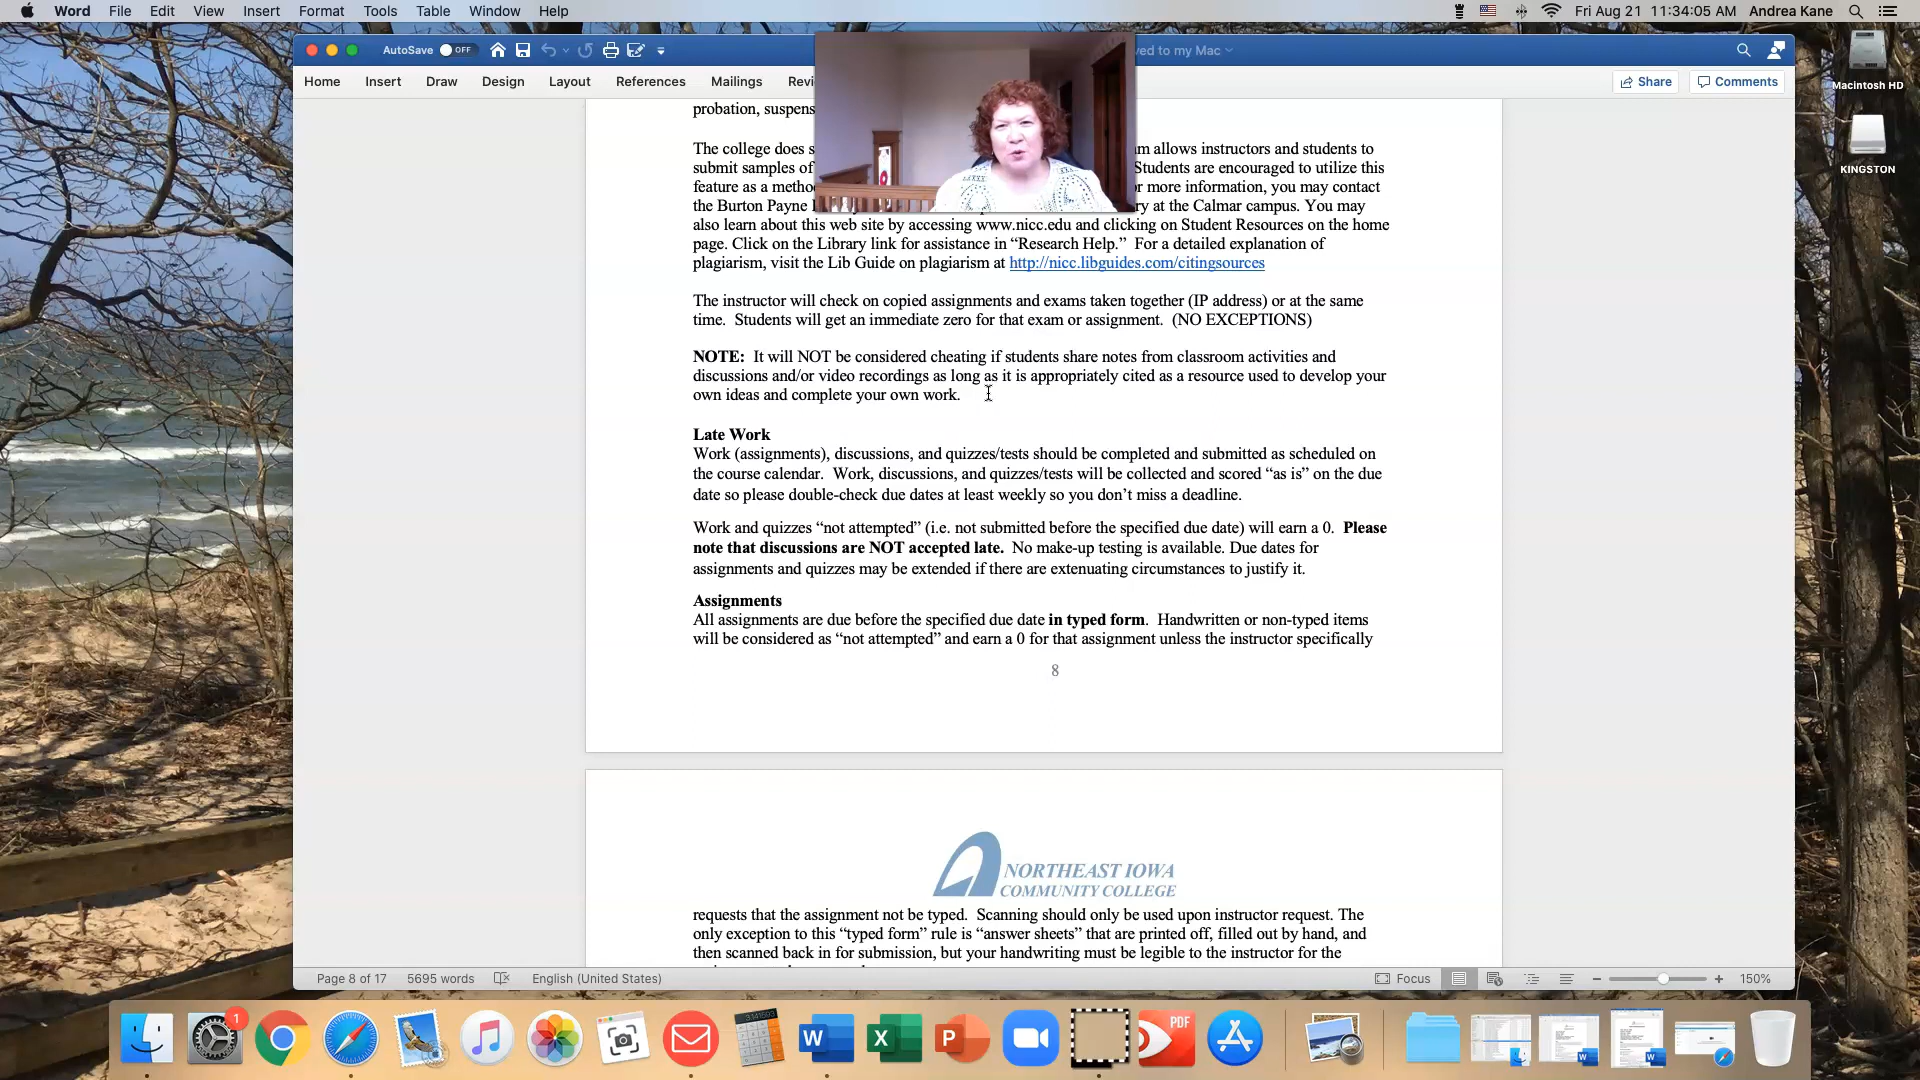 Word File Edit View Insert Format Tools Table Window Help Fri Aug 21 11:34:05 AM Andrea Kane
AutoSave OFF ved to my Mac
Home Insert Draw Design Layout References Mailings Revi Share Comments
Macintosh HD
KINGSTON
probation, suspens
The college does s m allows instructors and students to
submit samples of Students are encouraged to utilize this
feature as a metho r more information, you may contact
the Burton Payne ry at the Calmar campus. You may
also learn about this web site by accessing www.nicc.edu and clicking on Student Resources on the home
page. Click on the Library link for assistance in “Research Help.” For a detailed explanation of
plagiarism, visit the Lib Guide on plagiarism at http://nicc.libguides.com/citingsources
The instructor will check on copied assignments and exams taken together (IP address) or at the same
time. Students will get an immediate zero for that exam or assignment. (NO EXCEPTIONS)
NOTE: It will NOT be considered cheating if students share notes from classroom activities and
discussions and/or video recordings as long as it is appropriately cited as a resource used to develop your
own ideas and complete your own work.
Late Work
Work (assignments), discussions, and quizzes/tests should be completed and submitted as scheduled on
the course calendar. Work, discussions, and quizzes/tests will be collected and scored “as is” on the due
date so please double-check due dates at least weekly so you don’t miss a deadline.
Work and quizzes “not attempted” (i.e. not submitted before the specified due date) will earn a 0. Please
note that discussions are NOT accepted late. No make-up testing is available. Due dates for
assignments and quizzes may be extended if there are extenuating circumstances to justify it.
Assignments
All assignments are due before the specified due date in typed form. Handwritten or non-typed items
will be considered as “not attempted” and earn a 0 for that assignment unless the instructor specifically
8
NORTHEAST IOWA
COMMUNITY COLLEGE
requests that the assignment not be typed. Scanning should only be used upon instructor request. The
only exception to this “typed form” rule is “answer sheets” that are printed off, filled out by hand, and
then scanned back in for submission, but your handwriting must be legible to the instructor for the
Page 8 of 17 5695 words English (United States) Focus 150%
1
W X P PDF